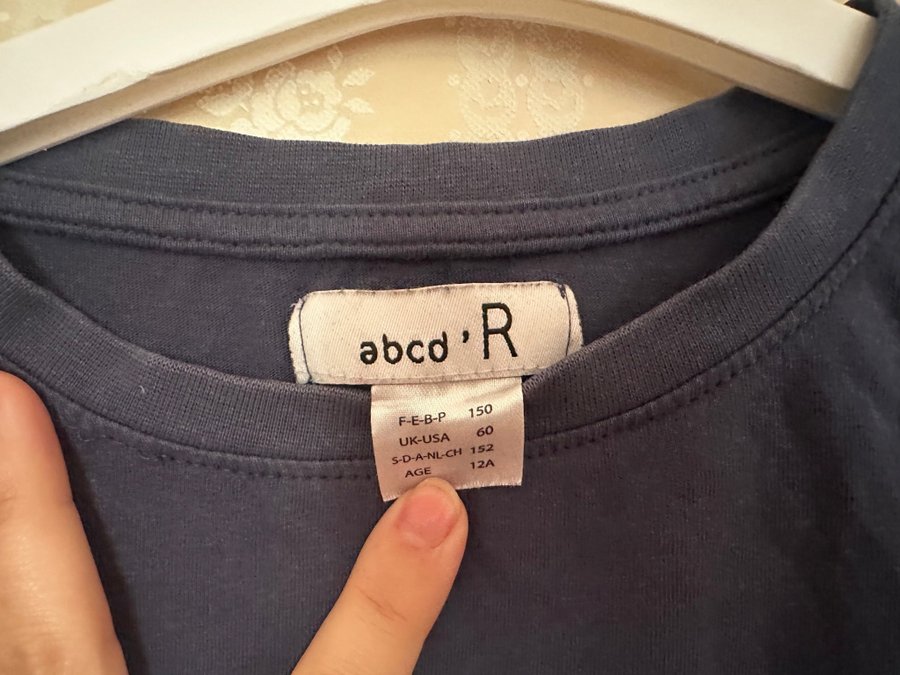 abcd'R
F-E-B-P 150
UK-USA 60
S-D-A-NL-CH 152
AGE 12A